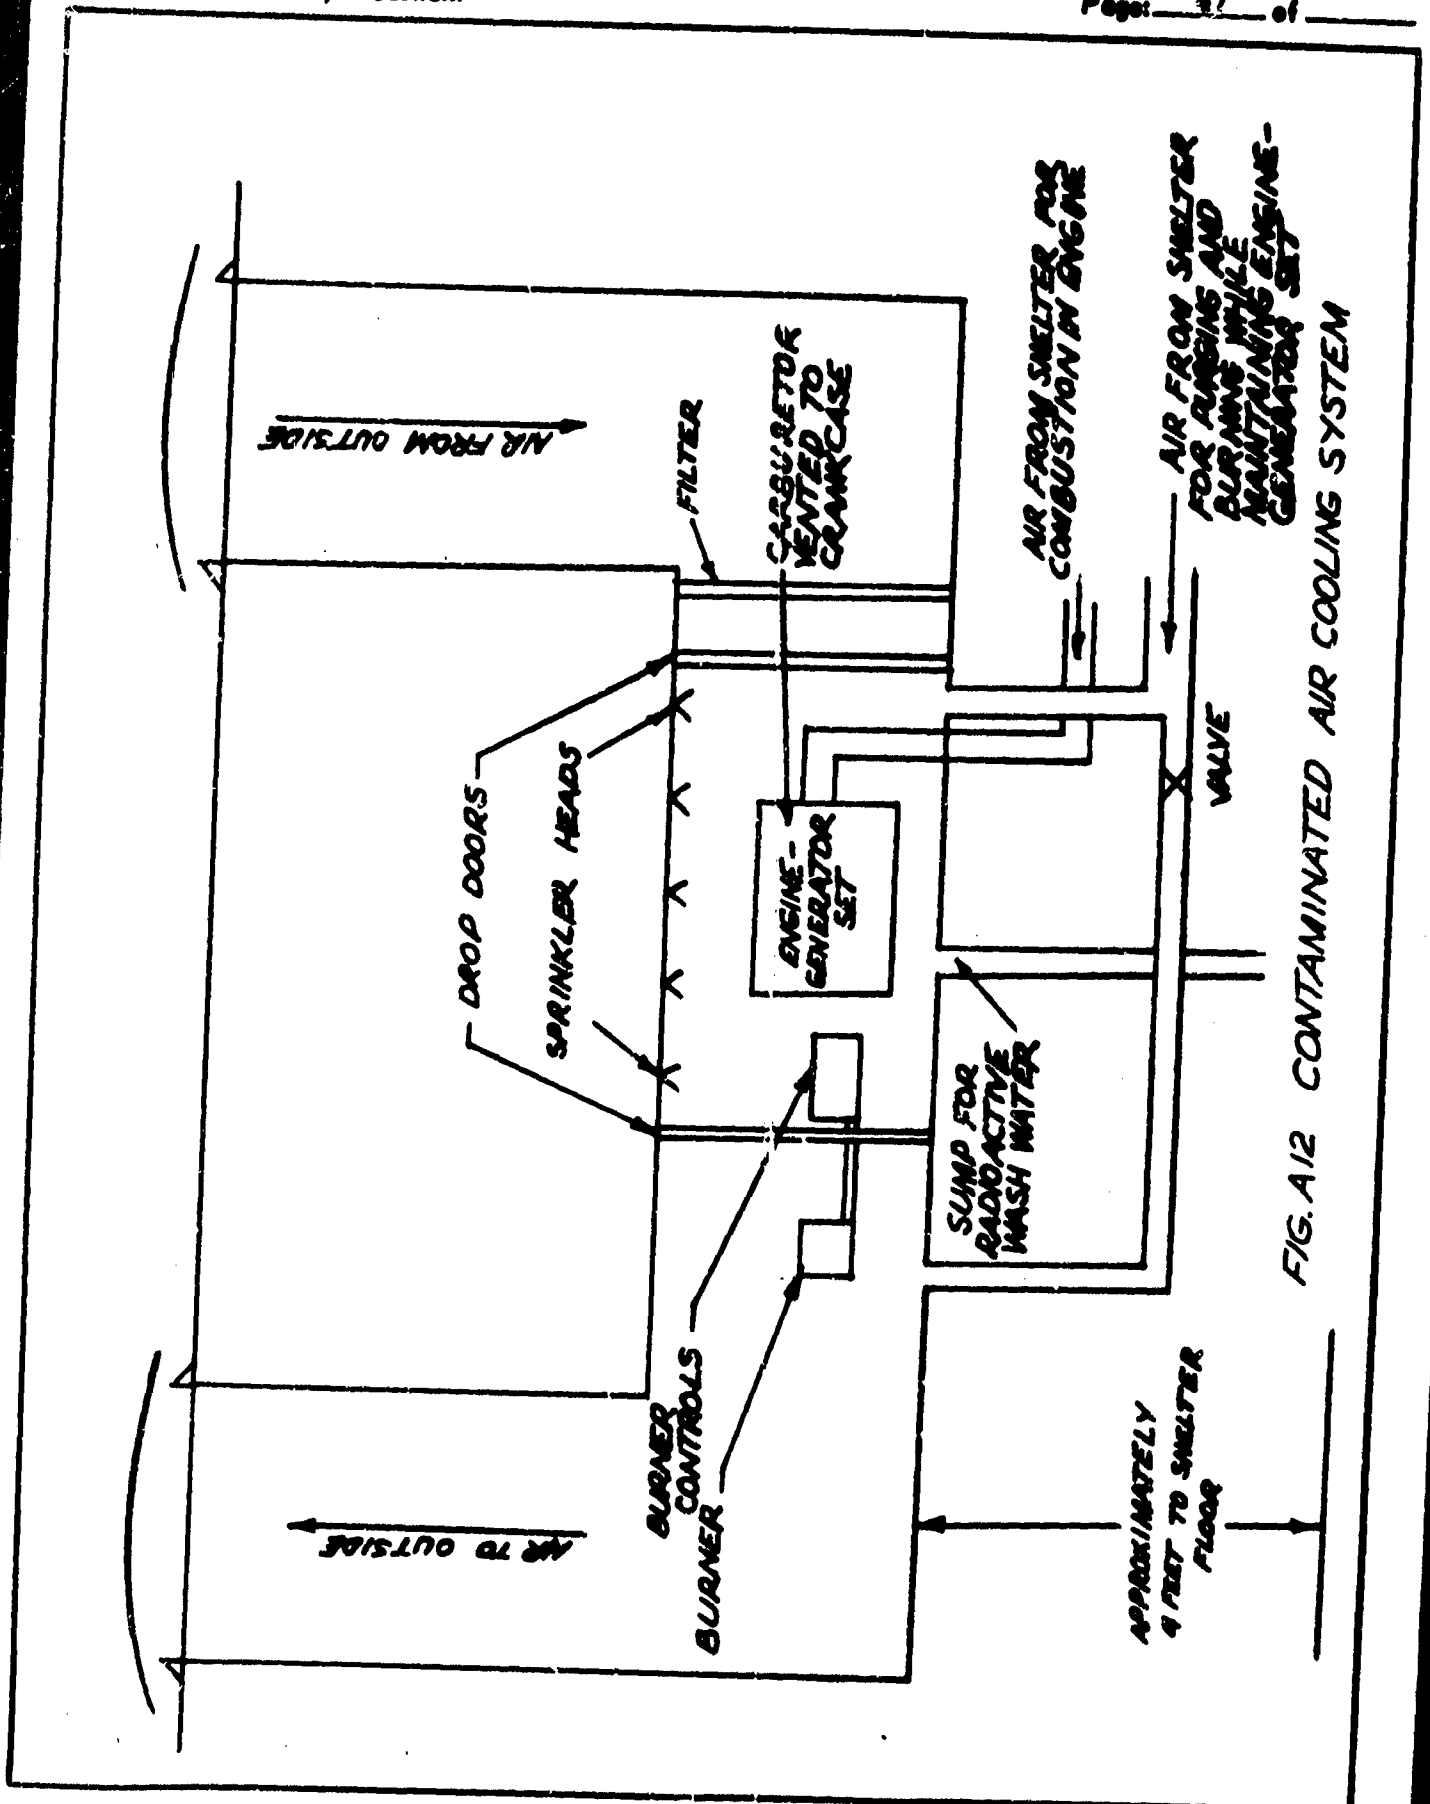 Page: of
AIR FROM OUTSIDE
AIR TO OUTSIDE
DROP DOORS
SPRINKLER HEADS
FILTER
CARBURETOR
VENTED TO
CRANKCASE
ENGINE-
GENERATOR
SET
BURNER
CONTROLS
BURNER
SUMP FOR
RADIOACTIVE
WASH WATER
AIR FROM SHELTER FOR
COMBUSTION IN ENGINE
AIR FROM SHELTER
FOR PURGING AND
BURNING WHILE
MAINTAINING ENGINE-
GENERATOR SET
VALVE
APPROXIMATELY
FEET TO SHELTER
FLOOR
FIG. A12 CONTAMINATED AIR COOLING SYSTEM